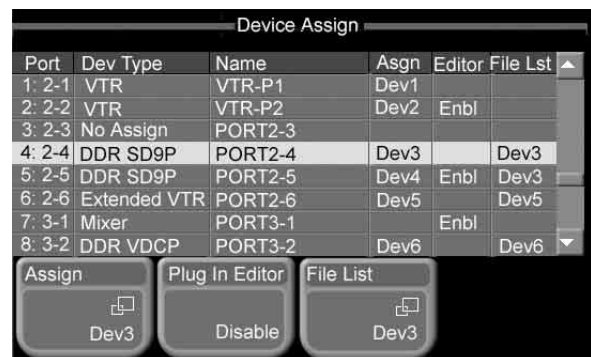 Device Assign
Port Dev Type Name Asgn Editor File Lst
1: 2-1 VTR VTR-P1 Dev1
2: 2-2 VTR VTR-P2 Dev2 Enbl
3: 2-3 No Assign PORT2-3
4: 2-4 DDR SD9P PORT2-4 Dev3 Dev3
5: 2-5 DDR SD9P PORT2-5 Dev4 Enbl Dev3
6: 2-6 Extended VTR PORT2-6 Dev5 Dev5
7: 3-1 Mixer PORT3-1 Enbl
8: 3-2 DDR VDCP PORT3-2 Dev6 Dev6
Assign Plug In Editor File List
Dev3 Disable Dev3